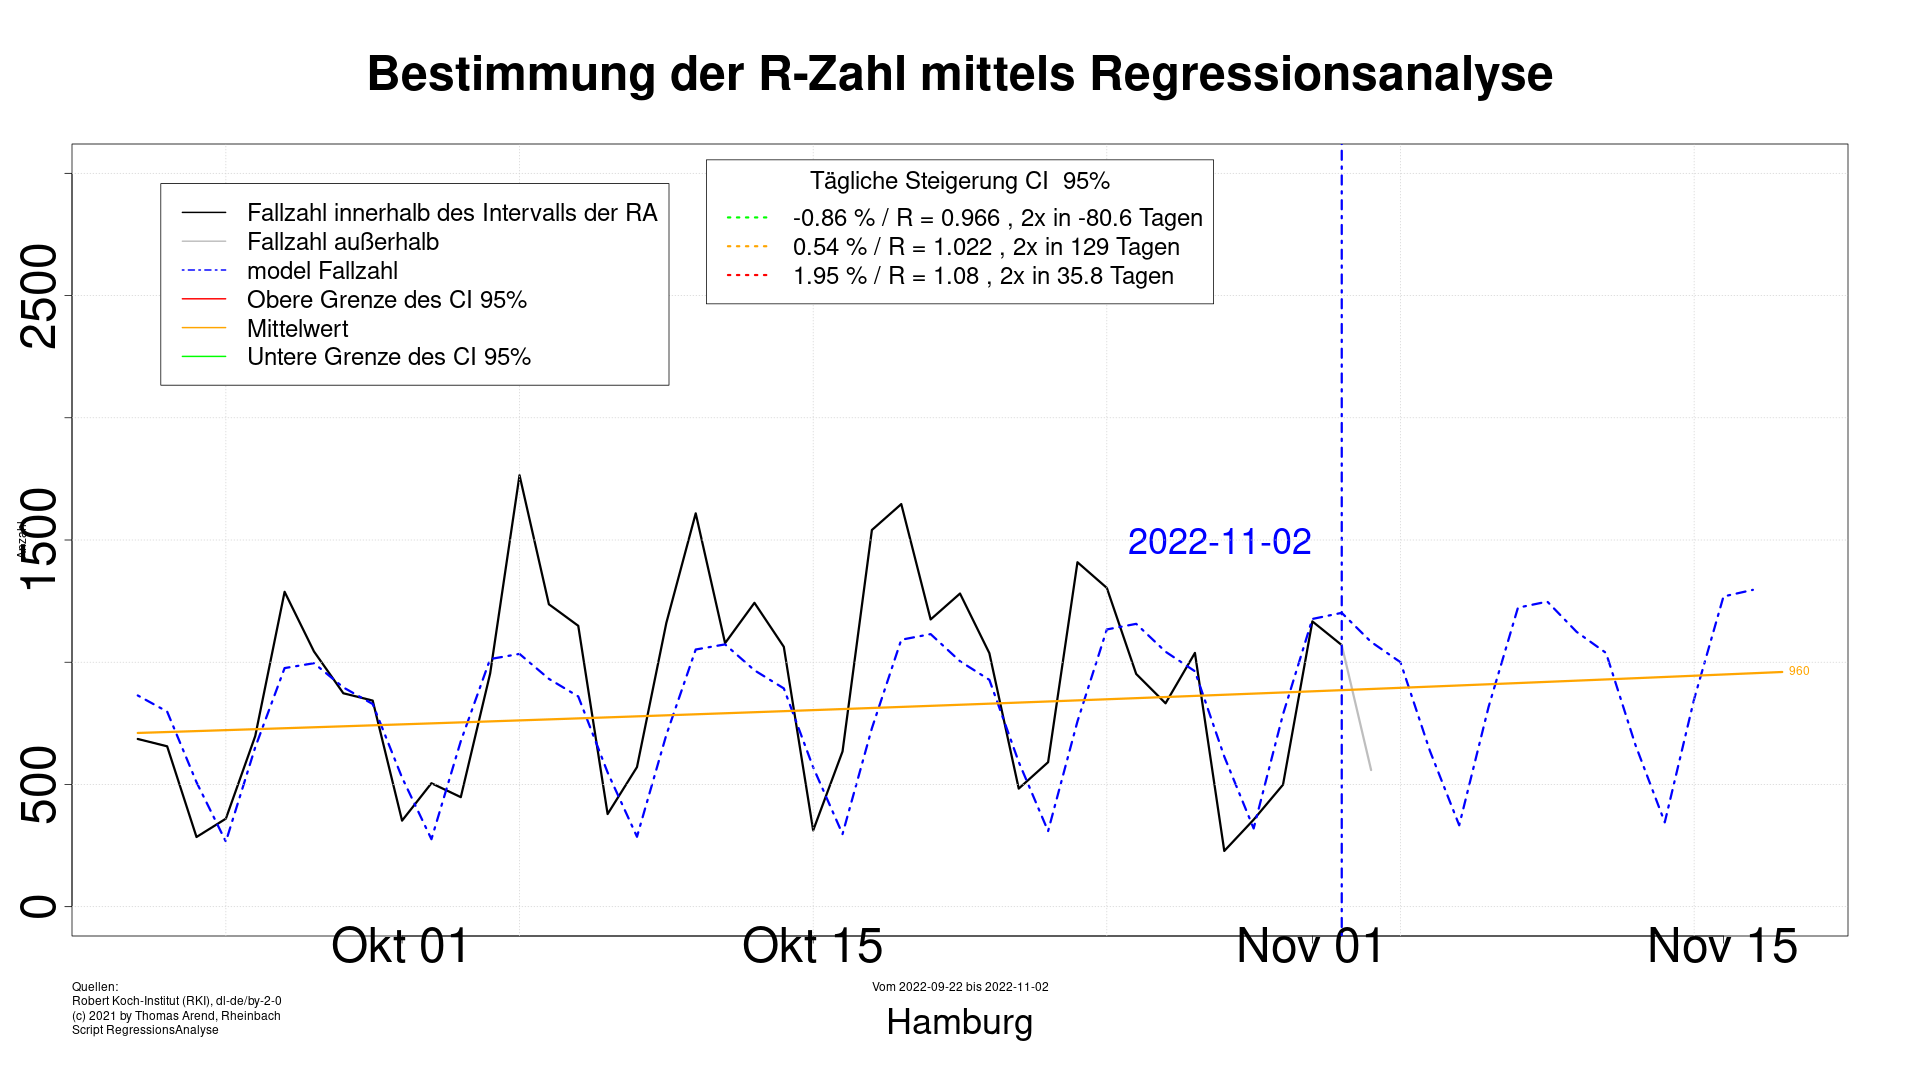 Bestimmung der R-Zahl mittels Regressionsanalyse
Fallzahl innerhalb des Intervalls der RA
Fallzahl außerhalb
model Fallzahl
Obere Grenze des CI 95%
Mittelwert
Untere Grenze des CI 95%
Tägliche Steigerung CI  95%
-0.86 % / R = 0.966 , 2x in -80.6 Tagen
0.54 % / R = 1.022 , 2x in 129 Tagen
1.95 % / R = 1.08 , 2x in 35.8 Tagen
2500
1500
500
0
Anzahl
2022-11-02
960
Okt 01
Okt 15
Nov 01
Nov 15
Quellen:
Robert Koch-Institut (RKI), dl-de/by-2-0
(c) 2021 by Thomas Arend, Rheinbach
Script RegressionsAnalyse
Vom 2022-09-22 bis 2022-11-02
Hamburg